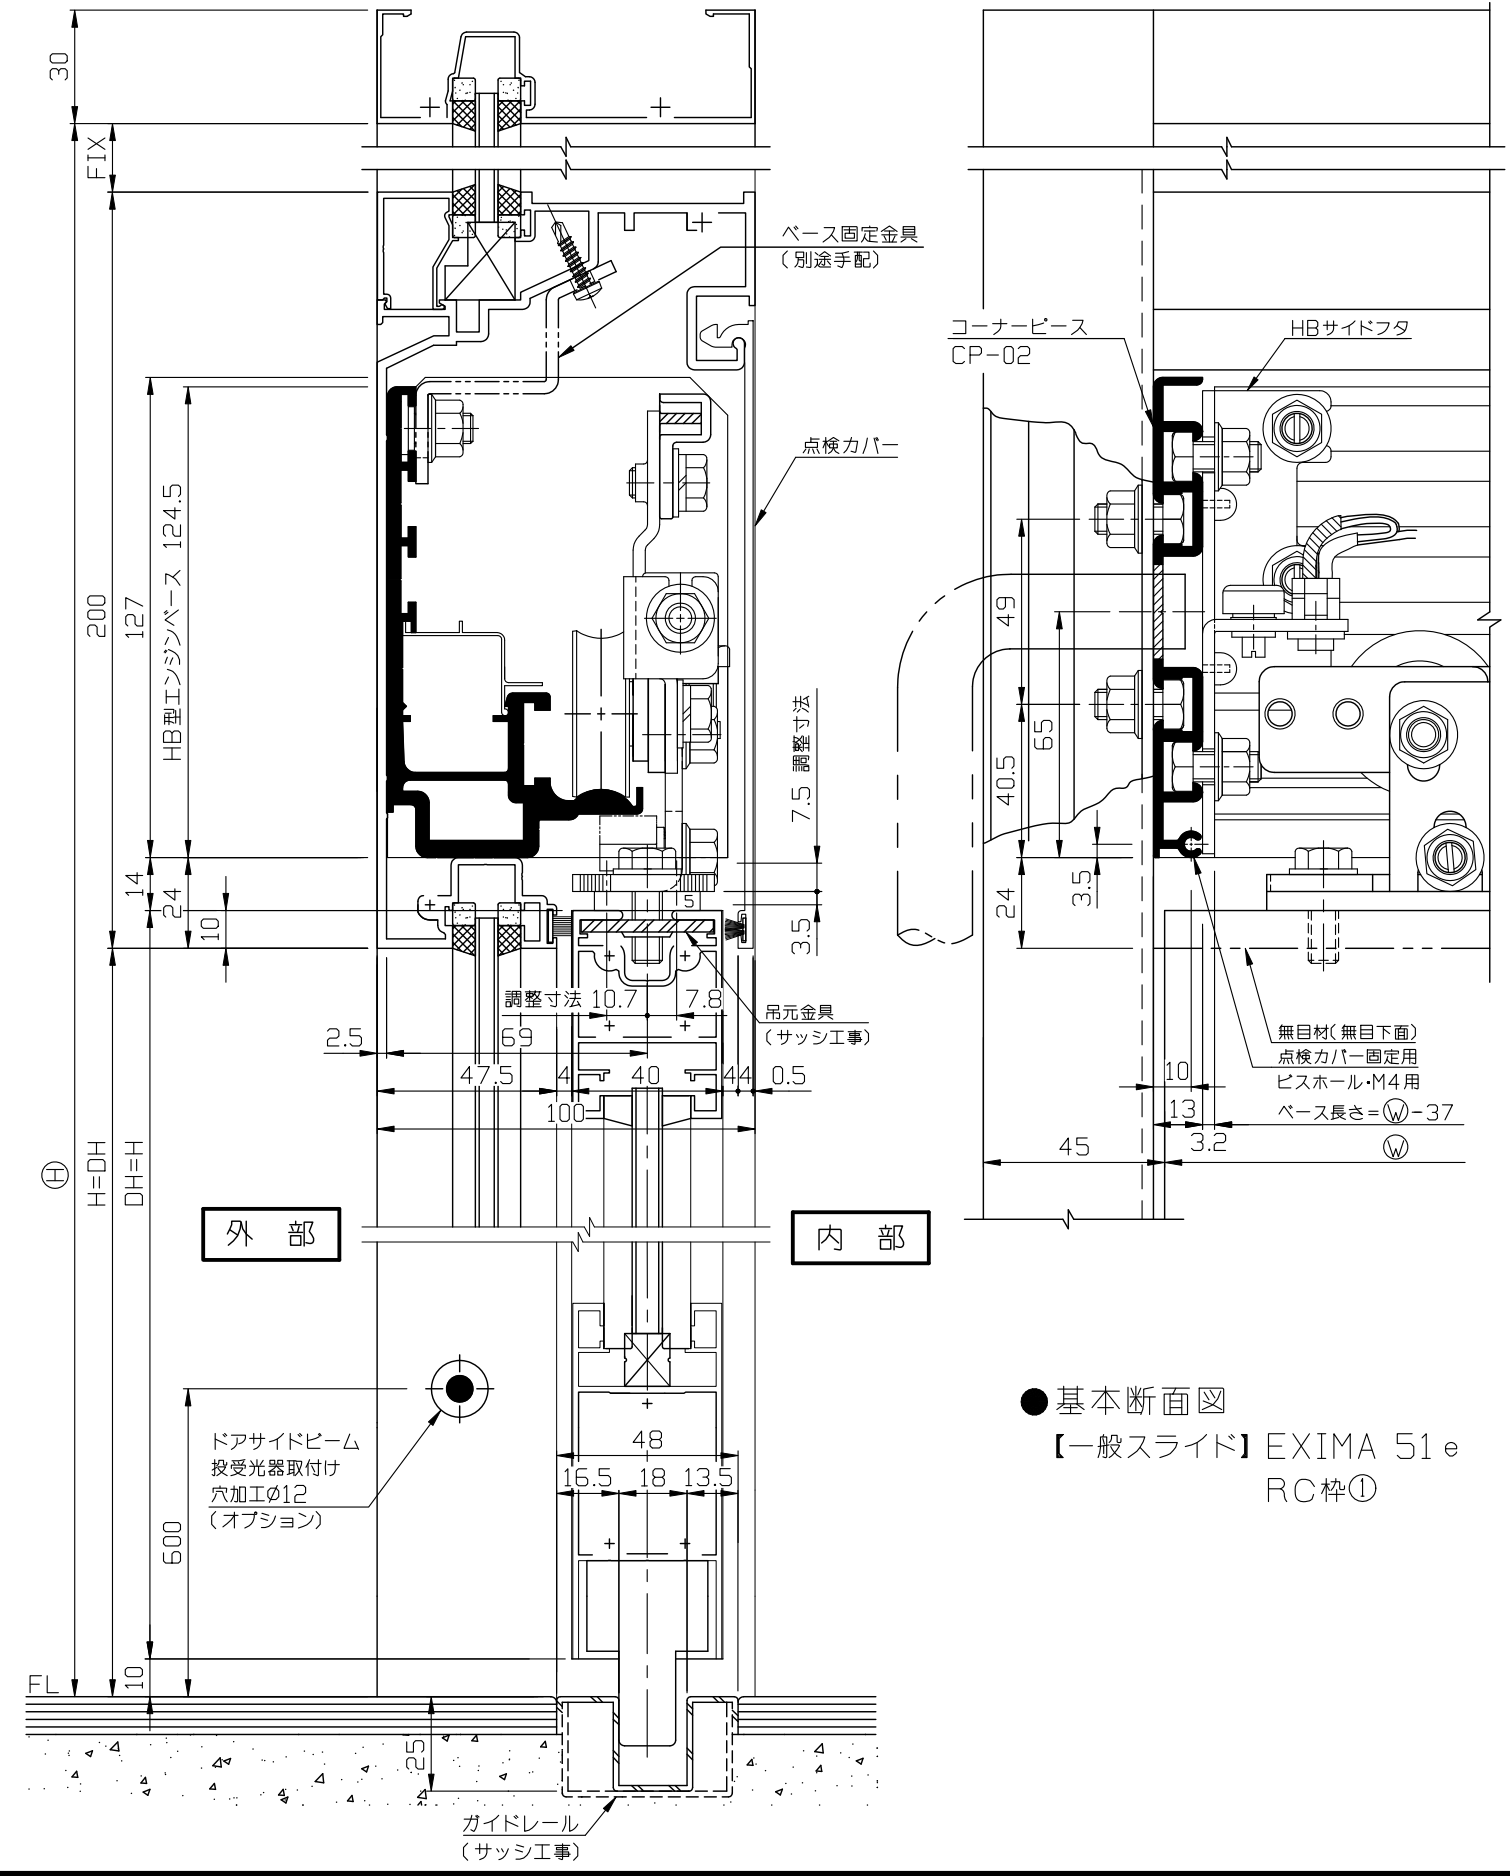 30
FIX
ベース固定金具
(別途手配)
コーナーピース
CP-02
HBサイドフタ
点検カバー
200
127
HB型エンジンベース 124.5
49
65
40.5
7.5 調整寸法
3.5
14
24
10
5
3.5
24
調整寸法 10.7
7.8
吊元金具
(サッシ工事)
2.5
69
47.5
4
40
4
4
0.5
100
無目材(無目下面)
点検カバー固定用
ビスホール・M4用
10
13
ベース長さ=Ⓦ-37
3.2
45
Ⓦ
Ⓗ
H=DH
DH=H
外 部
内 部
ドアサイドビーム
投受光器取付け
穴加工Ø12
(オプション)
600
48
16.5
18
13.5
●基本断面図
【一般スライド】EXIMA 51e
RC枠①
FL
10
25
ガイドレール
(サッシ工事)